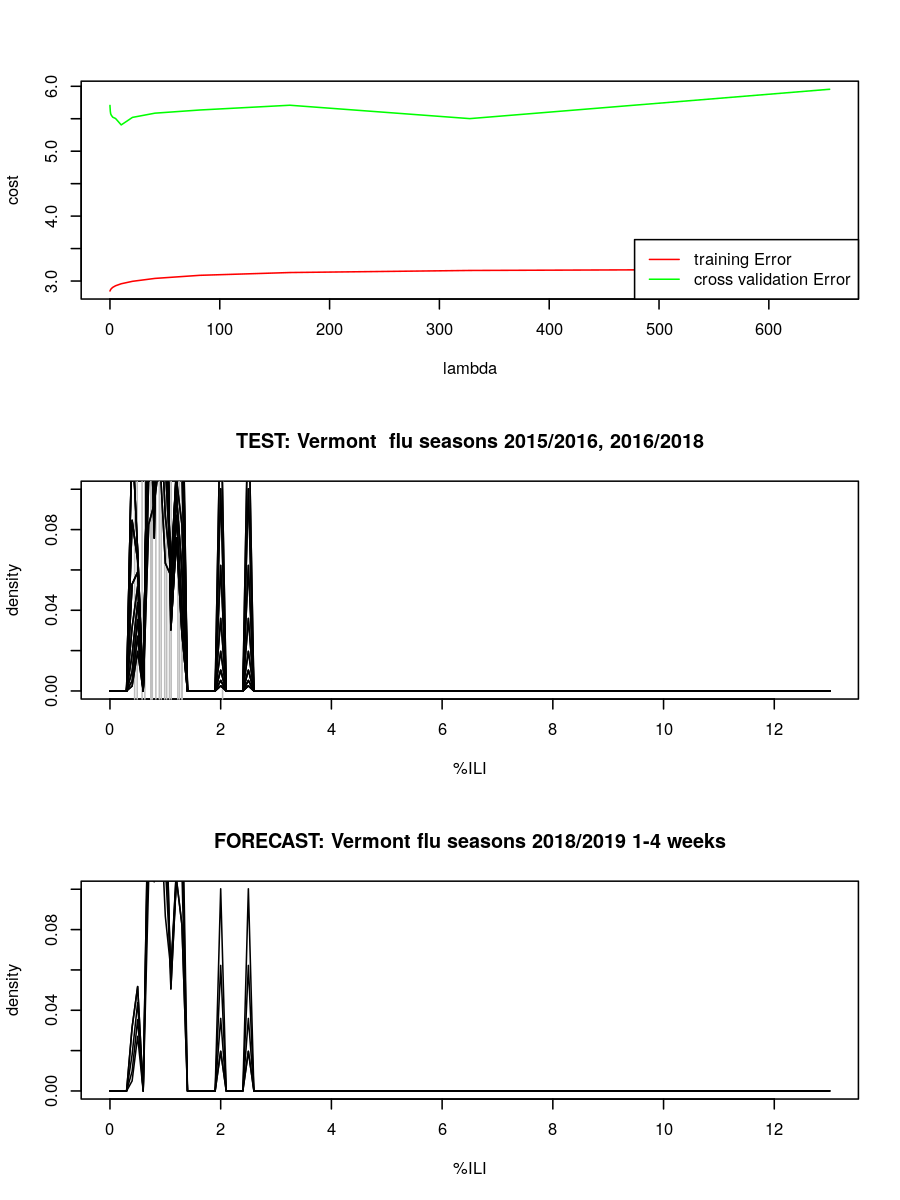 6.0
5.0
4.0
3.0
cost
training Error
cross validation Error
0 100 200 300 400 500 600
lambda
TEST: Vermont  flu seasons 2015/2016, 2016/2018
0.08
0.04
0.00
density
0 2 4 6 8 10 12
%ILI
FORECAST: Vermont flu seasons 2018/2019 1-4 weeks
0.08
0.04
0.00
density
0 2 4 6 8 10 12
%ILI